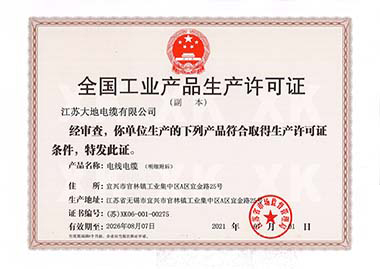 全国工业产品生产许可证
(副 本)
江苏大地电缆有限公司
经审查，你单位生产的下列产品符合取得生产许可证
条件，特发此证。
产品名称：电线电缆 (明细附后)
住 所：宜兴市官林镇工业集中区A区宜金路25号
生产地址：江苏省无锡市宜兴市官林镇工业集中区A区宜金路25号
证书编号：(苏)XK06-001-00275
有效期至：2026年08月07日
2021 年 月 01 日